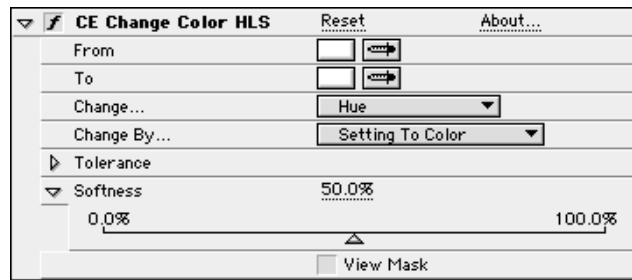 CE Change Color HLS Reset About...
From
To
Change... Hue
Change By... Setting To Color
Tolerance
Softness 50.0%
0.0% 100.0%
View Mask